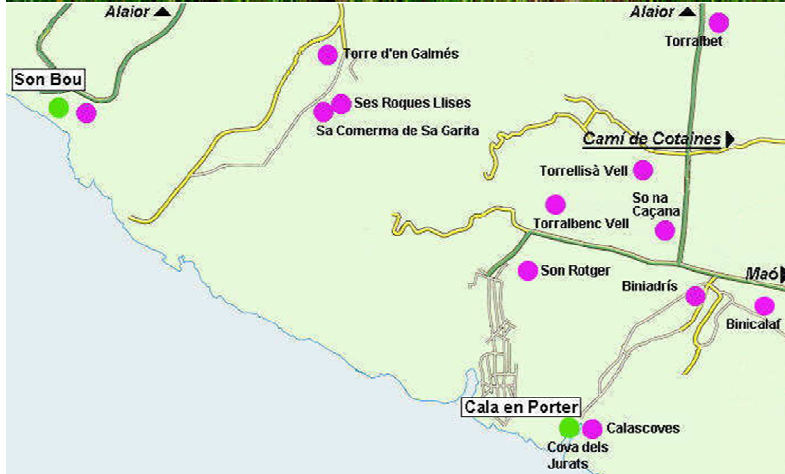 Alaior
Alaior
Torralbet
Torre d'en Galmés
Son Bou
Ses Roques Llises
Sa Comerma de Sa Garita
Camí de Cotaines
Torrellisà Vell
So na
Caçana
Torralbenc Vell
Son Rotger
Maó
Biniadrís
Binicalaf
Cala en Porter
Calascoves
Cova dels
Jurats